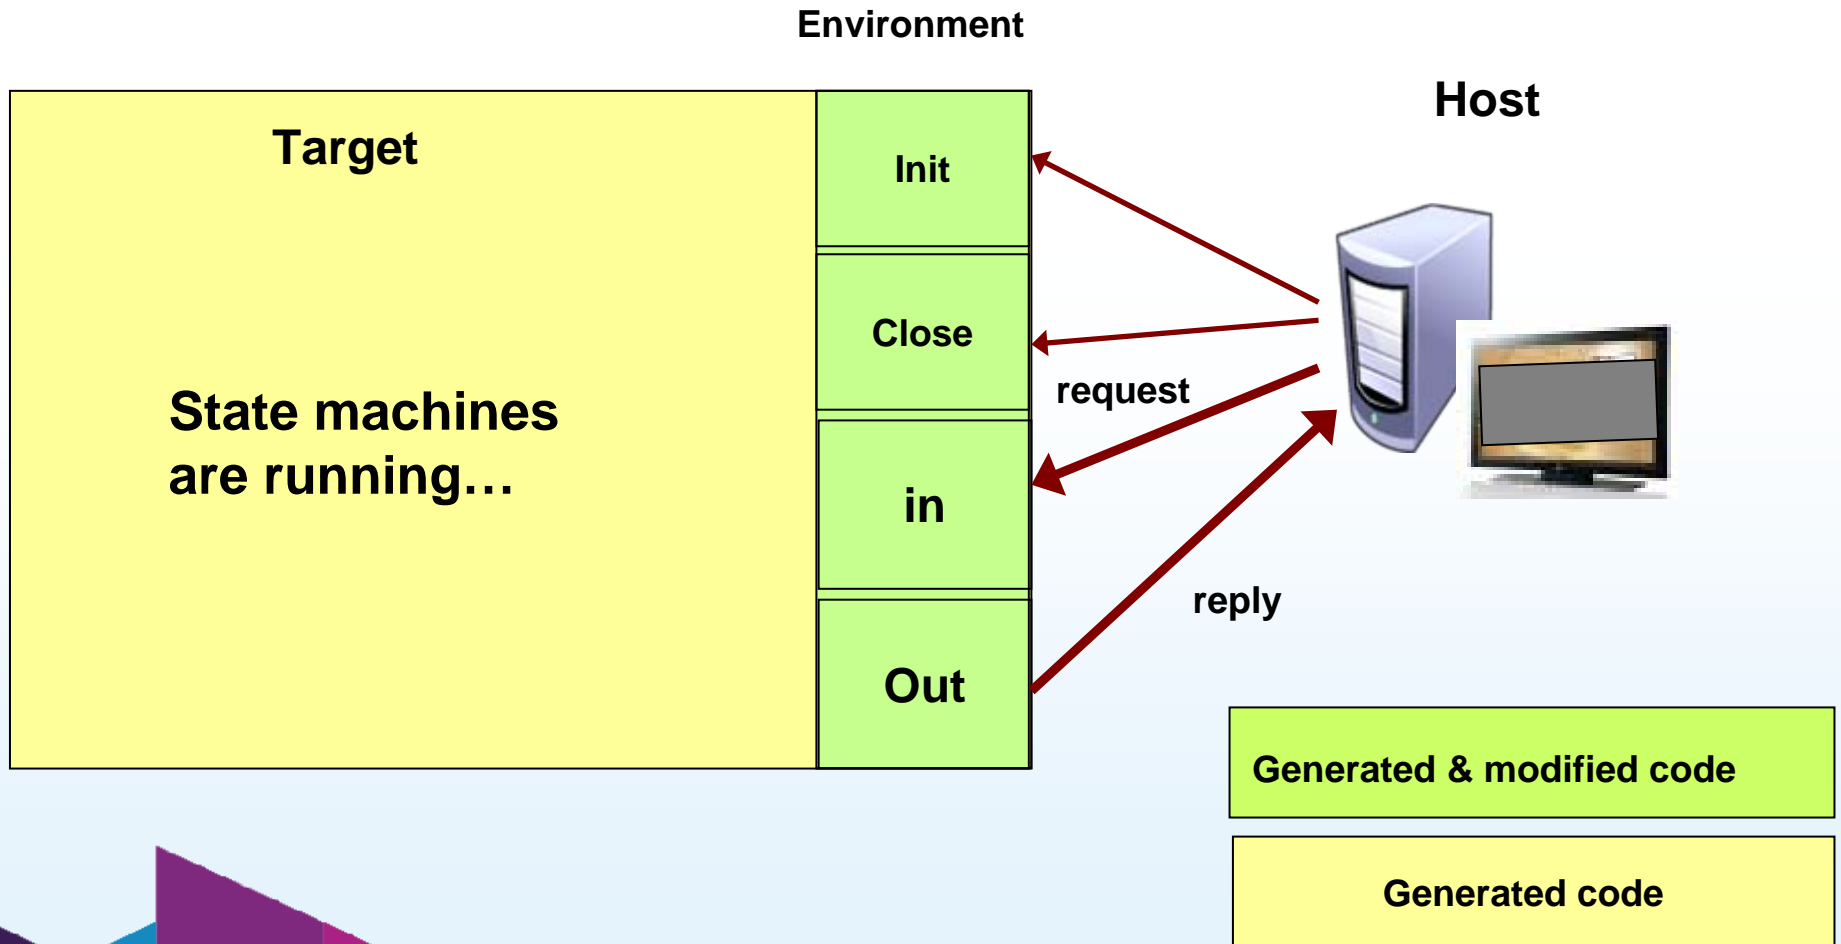 Environment
Host
Target
Init
Close
request
State machines
are running…
in
reply
Out
Generated & modified code
Generated code